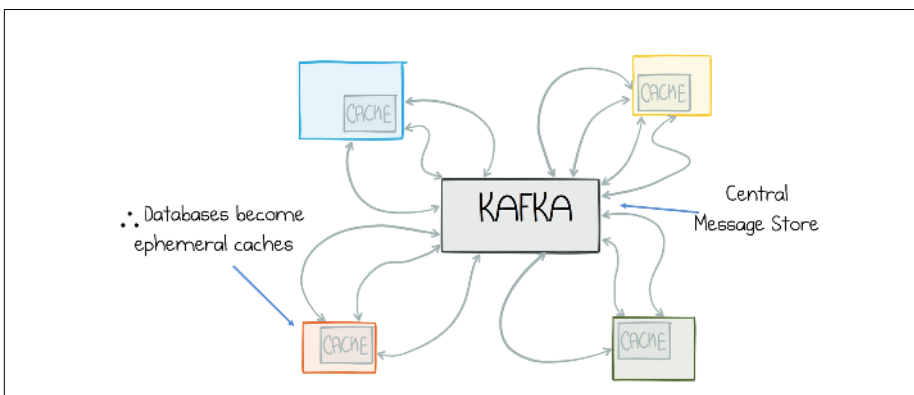 CACHE
CACHE
KAFKA
Central
Message Store
∴ Databases become
ephemeral caches
CACHE
CACHE